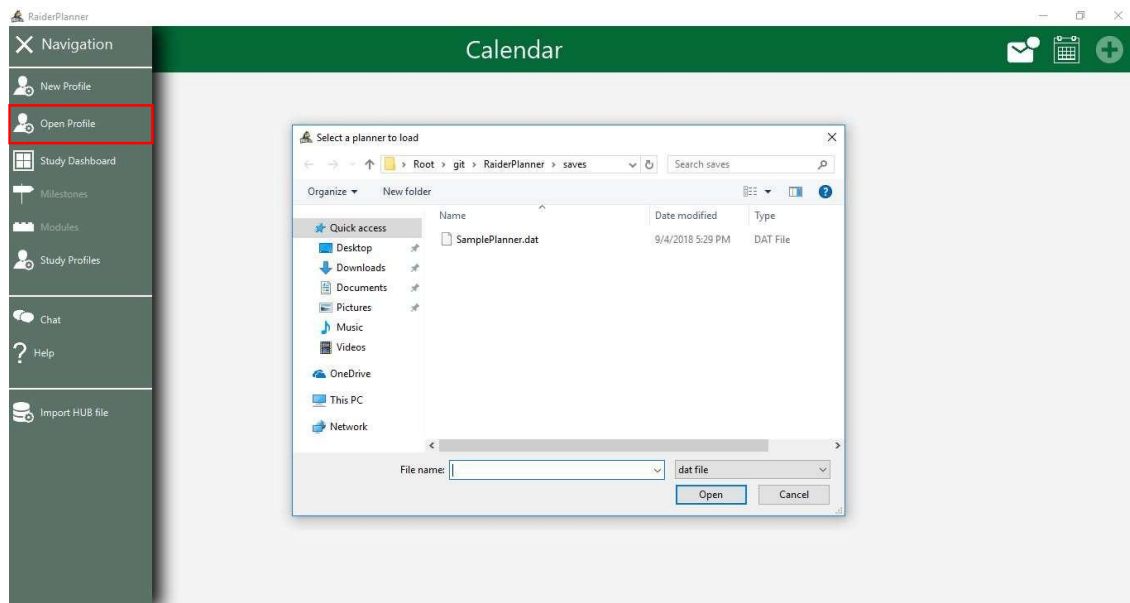 RaiderPlanner
Navigation
Calendar
New Profile
Open Profile
Study Dashboard
Milestones
Modules
Study Profiles
Chat
? Help
Import HUB file
Select a planner to load
› Root › git › RaiderPlanner › saves
Search saves
Organize
New folder
Name
Date modified
Type
Quick access
SamplePlanner.dat
9/4/2018 5:29 PM
DAT File
Desktop
Downloads
Documents
Pictures
Music
Videos
OneDrive
This PC
Network
File name:
dat file
Open
Cancel